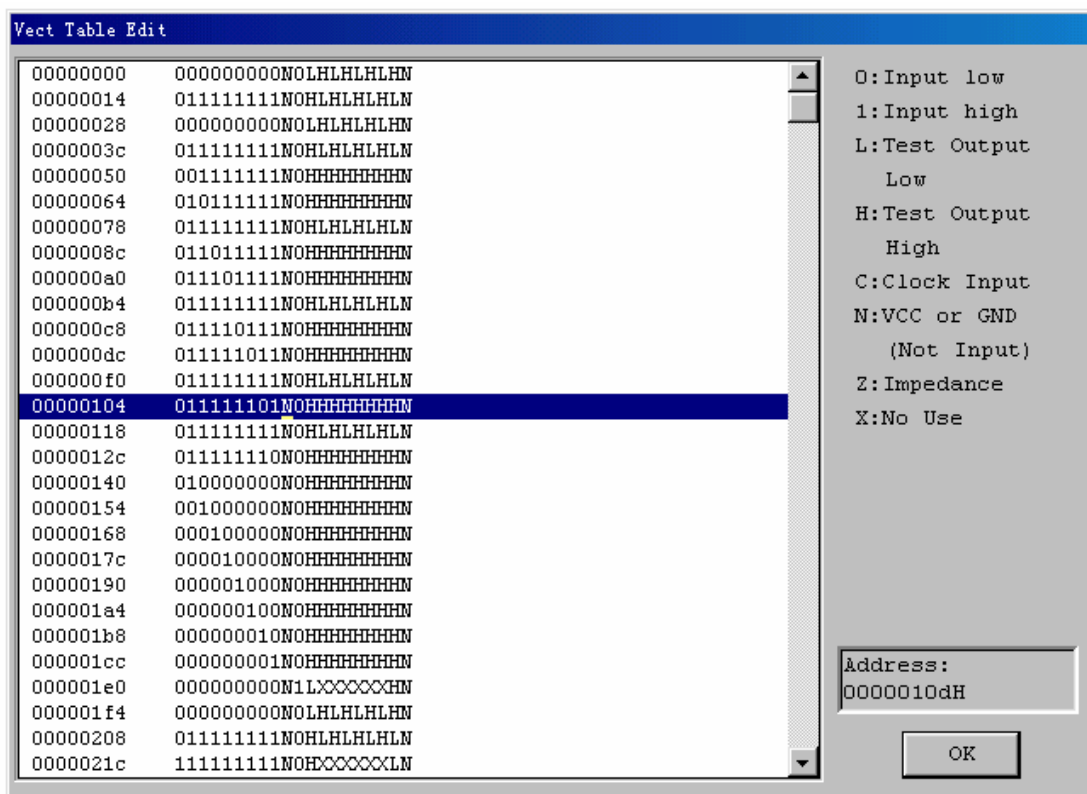 Vect Table Edit
00000000 000000000N0LHLHLHLHN
00000014 011111111N0HLHLHLHLN
00000028 000000000N0LHLHLHLHN
0000003c 011111111N0HLHLHLHLN
00000050 001111111N0HHHHHHHHN
00000064 010111111N0HHHHHHHHN
00000078 011111111N0HLHLHLHLN
0000008c 011011111N0HHHHHHHHN
000000a0 011101111N0HHHHHHHHN
000000b4 011111111N0HLHLHLHLN
000000c8 011110111N0HHHHHHHHN
000000dc 011111011N0HHHHHHHHN
000000f0 011111111N0HLHLHLHLN
00000104 011111101N0HHHHHHHHN
00000118 011111111N0HLHLHLHLN
0000012c 011111110N0HHHHHHHHN
00000140 010000000N0HHHHHHHHN
00000154 001000000N0HHHHHHHHN
00000168 000100000N0HHHHHHHHN
0000017c 000010000N0HHHHHHHHN
00000190 000001000N0HHHHHHHHN
000001a4 000000100N0HHHHHHHHN
000001b8 000000010N0HHHHHHHHN
000001cc 000000001N0HHHHHHHHN
000001e0 000000000N1LXXXXXXHN
000001f4 000000000N0LHLHLHLHN
00000208 011111111N0HLHLHLHLN
0000021c 111111111N0HXXXXXXLN
0:Input low
1:Input high
L:Test Output
Low
H:Test Output
High
C:Clock Input
N:VCC or GND
(Not Input)
Z:Impedance
X:No Use
Address:
0000010dH
OK